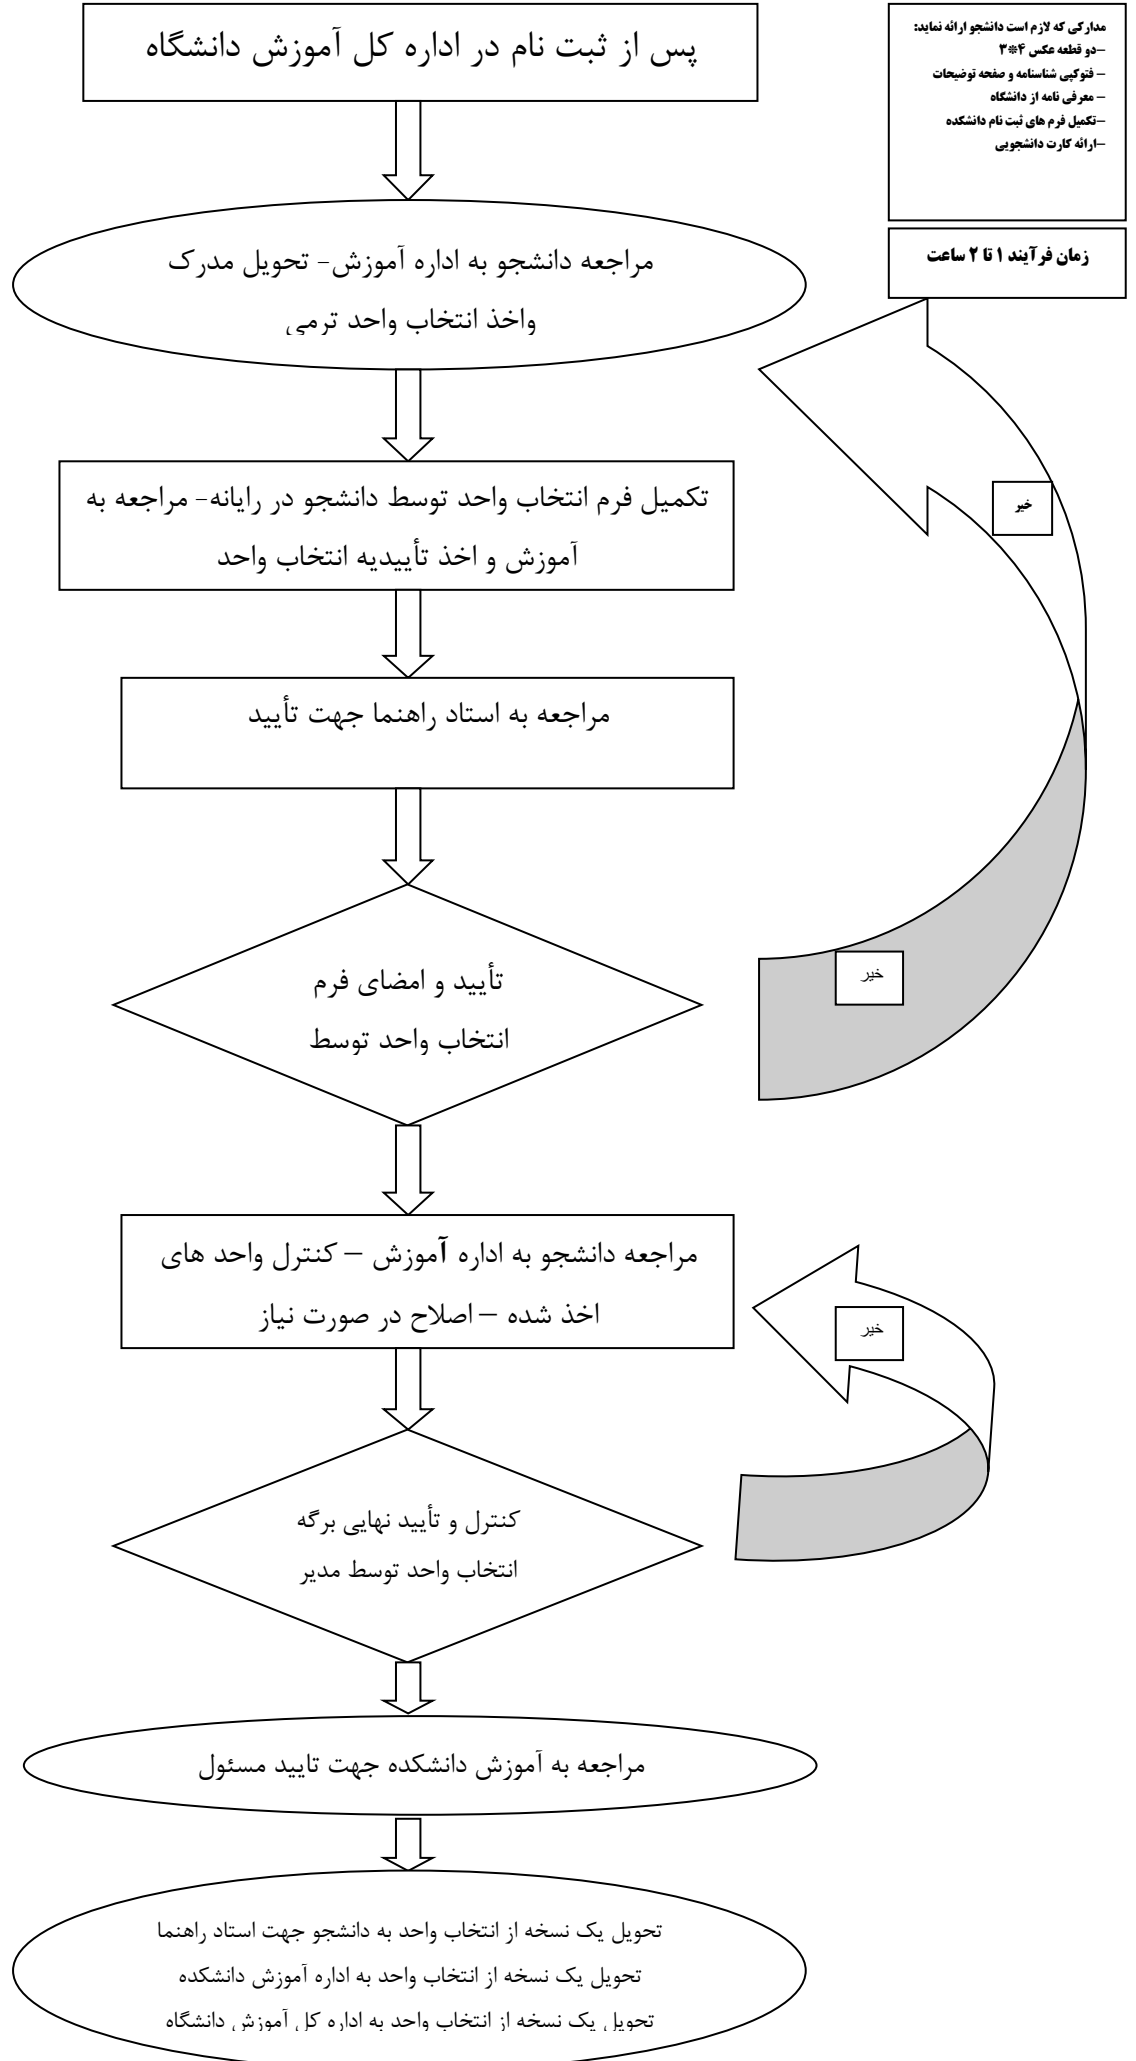 پس از ثبت نام در اداره کل آموزش دانشگاه
مدارکی که لازم است دانشجو ارائه نماید:
–دو قطعه عکس ۴*۳
– فتوکپی شناسنامه و صفحه توضیحات
– معرفی نامه از دانشگاه
–تکمیل فرم های ثبت نام دانشکده
–ارائه کارت دانشجویی
زمان فرآیند ۱ تا ۲ ساعت
مراجعه دانشجو به اداره آموزش- تحویل مدرک
واخذ انتخاب واحد ترمی
تکمیل فرم انتخاب واحد توسط دانشجو در رایانه- مراجعه به
آموزش و اخذ تأییدیه انتخاب واحد
خیر
مراجعه به استاد راهنما جهت تأیید
تأیید و امضای فرم
انتخاب واحد توسط
خیر
مراجعه دانشجو به اداره آموزش – کنترل واحد های
اخذ شده – اصلاح در صورت نیاز
خیر
کنترل و تأیید نهایی برگه
انتخاب واحد توسط مدیر
مراجعه به آموزش دانشکده جهت تایید مسئول
تحویل یک نسخه از انتخاب واحد به دانشجو جهت استاد راهنما
تحویل یک نسخه از انتخاب واحد به اداره آموزش دانشکده
تحویل یک نسخه از انتخاب واحد به اداره کل آموزش دانشگاه